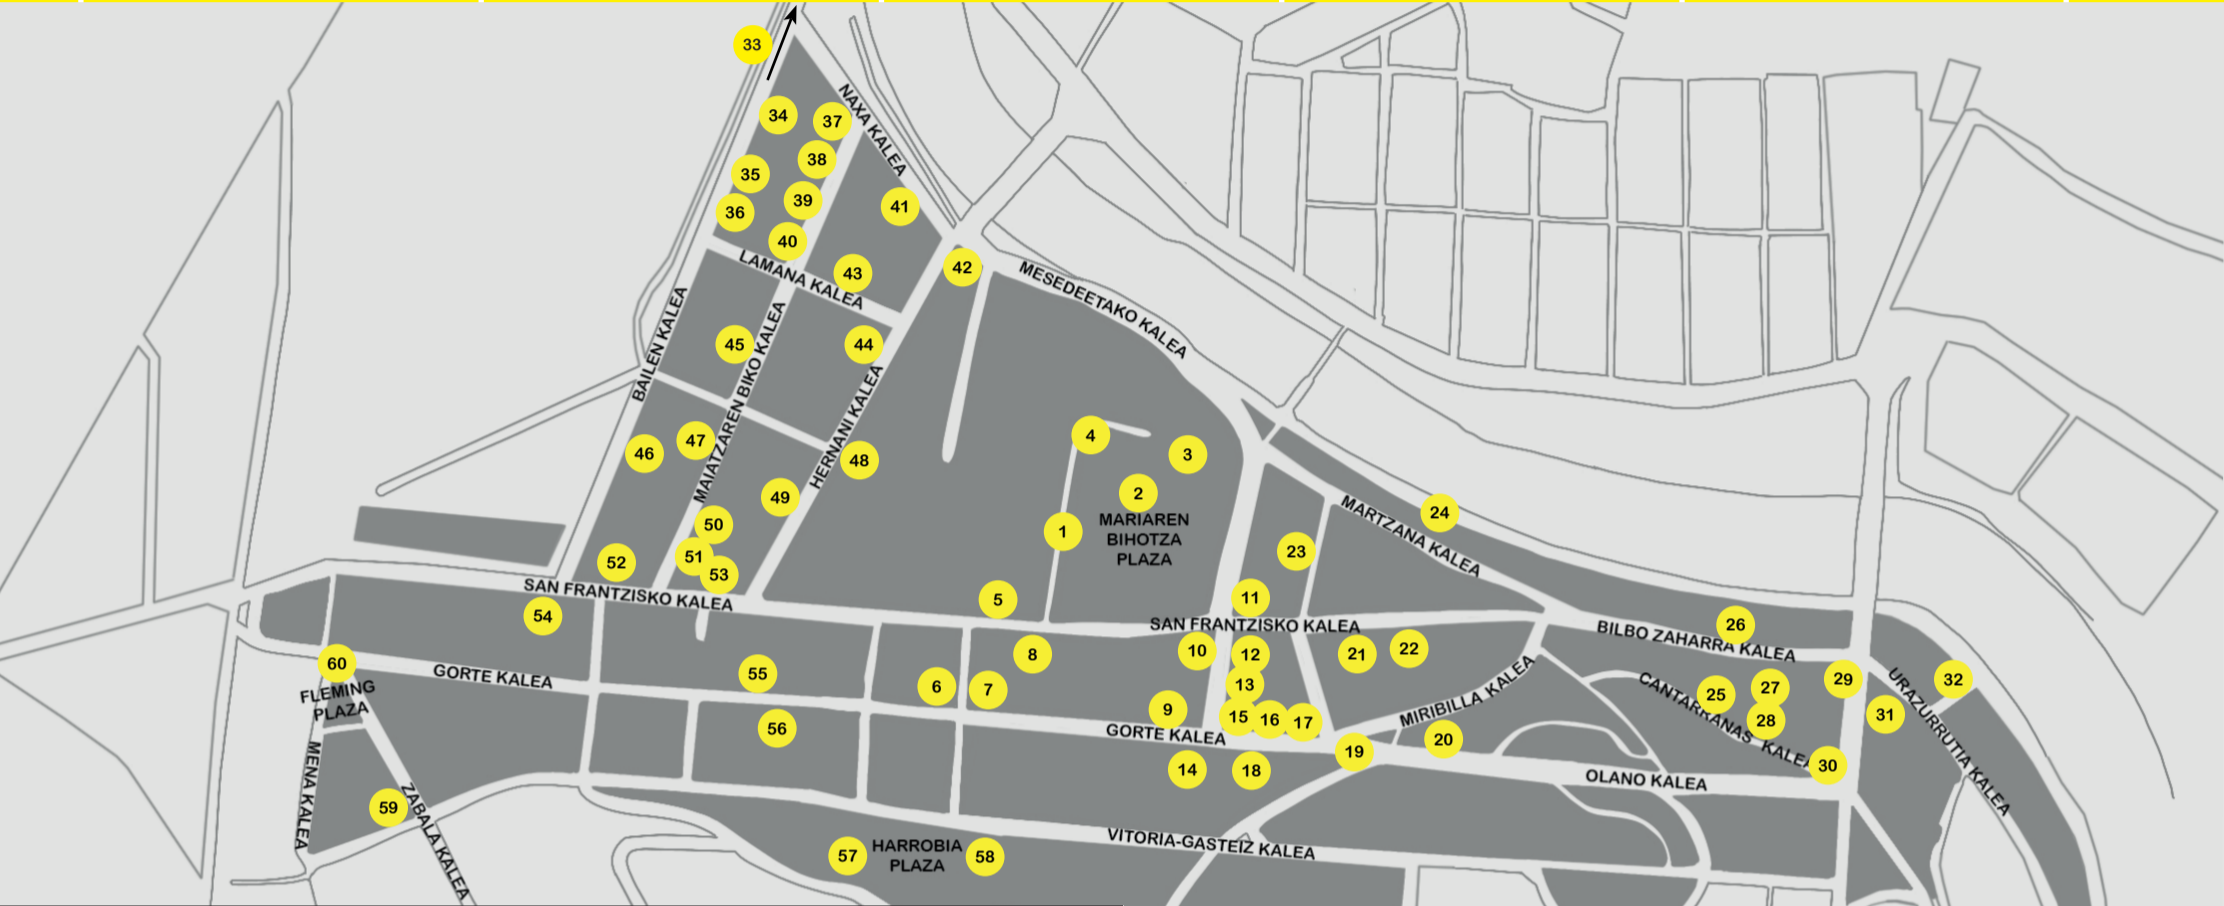 33
34
37
NAXA KALEA
38
35
39
36
41
40
LAMANA KALEA
43
42
MESEDEETAKO KALEA
BAILEN KALEA
45
MAIATZAREN BIKO KALEA
44
HERNANI KALEA
46
47
48
49
50
51
53
52
4
3
2
1
MARIAREN
BIHOTZA
PLAZA
24
MARTZANA KALEA
23
SAN FRANTZISKO KALEA
54
5
11
SAN FRANTZISKO KALEA
26
BILBO ZAHARRA KALEA
60
FLEMING
PLAZA
GORTE KALEA
55
6
7
8
10
12
13
21
22
MIRIBILLA KALEA
CANTARRANAS KALEA
25
27
28
29
32
31
URAZURRUTIA KALEA
56
9
GORTE KALEA
15
16
17
14
18
19
20
30
OLANO KALEA
MENA KALEA
59
ZABALA KALEA
57
HARROBIA
PLAZA
58
VITORIA-GASTEIZ KALEA